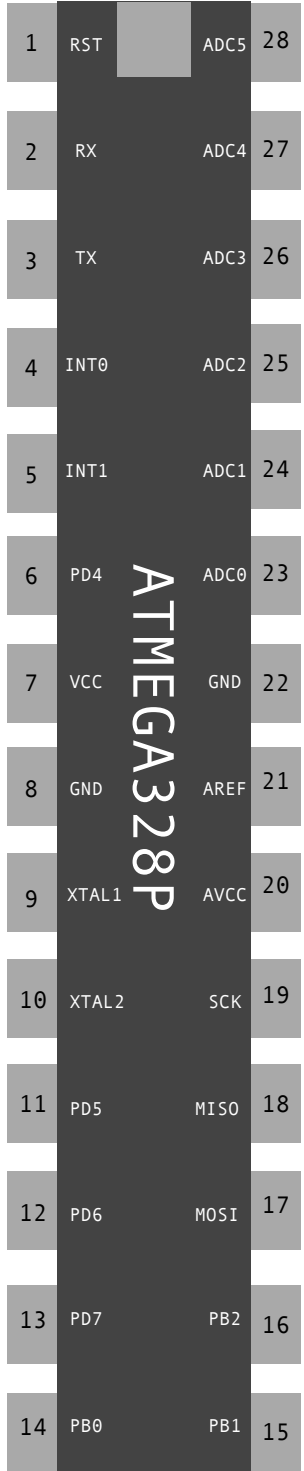 1 RST ADC5 28
2 RX ADC4 27
3 TX ADC3 26
4 INT0 ADC2 25
5 INT1 ADC1 24
6 PD4 ADC0 23
7 VCC GND 22
8 GND AREF 21
9 XTAL1 AVCC 20
10 XTAL2 SCK 19
11 PD5 MISO 18
12 PD6 MOSI 17
13 PD7 PB2 16
14 PB0 PB1 15
ATMEGA328P